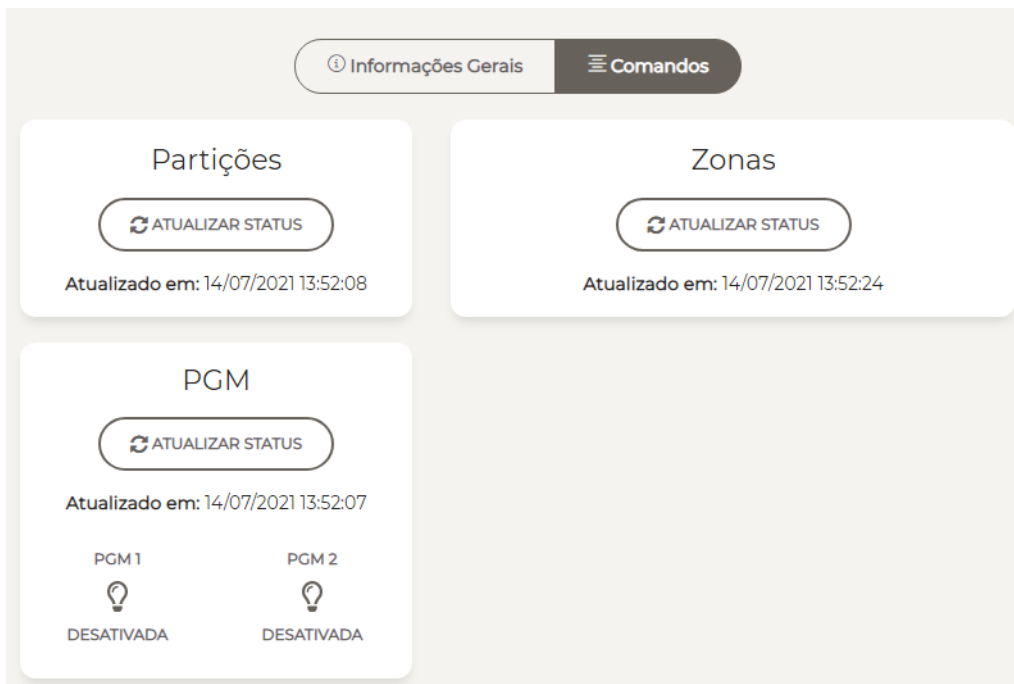 Informações Gerais
Comandos
Partições
ATUALIZAR STATUS
Atualizado em: 14/07/2021 13:52:08
Zonas
ATUALIZAR STATUS
Atualizado em: 14/07/2021 13:52:24
PGM
ATUALIZAR STATUS
Atualizado em: 14/07/2021 13:52:07
PGM 1
PGM 2
DESATIVADA
DESATIVADA